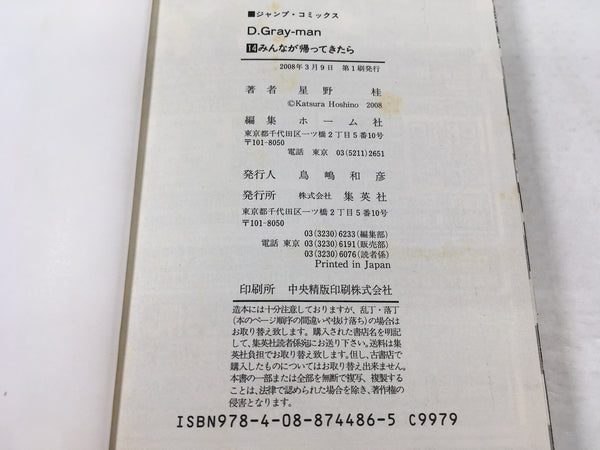 ■ジャンプ・コミックス
D.Gray-man
14みんなが帰ってきたら
2008年3月9日 第1刷発行
著者 星野桂
©Katsura Hoshino 2008
編集 ホーム社
東京都千代田区一ツ橋2丁目5番10号
〒101-8050
電話 東京 03(5211)2651
発行人 鳥嶋和彦
発行所 株式会社 集英社
東京都千代田区一ツ橋2丁目5番10号
〒101-8050
03(3230)6233(編集部)
電話 東京 03(3230)6191(販売部)
03(3230)6076(読者係)
Printed in Japan
印刷所 中央精版印刷株式会社
造本には十分注意しておりますが、乱丁・落丁
(本のページ順序の間違いや抜け落ち)の場合は
お取り替え致します。購入された書店名を明記し
て、集英社読者係宛にお送り下さい。送料は集
英社負担でお取り替え致します。但し、古書店で
購入したものについてはお取り替え出来ません。
本書の一部または全部を無断で複写、複製する
ことは、法律で認められた場合を除き、著作権の
侵害となります。
ISBN978-4-08-874486-5 C9979